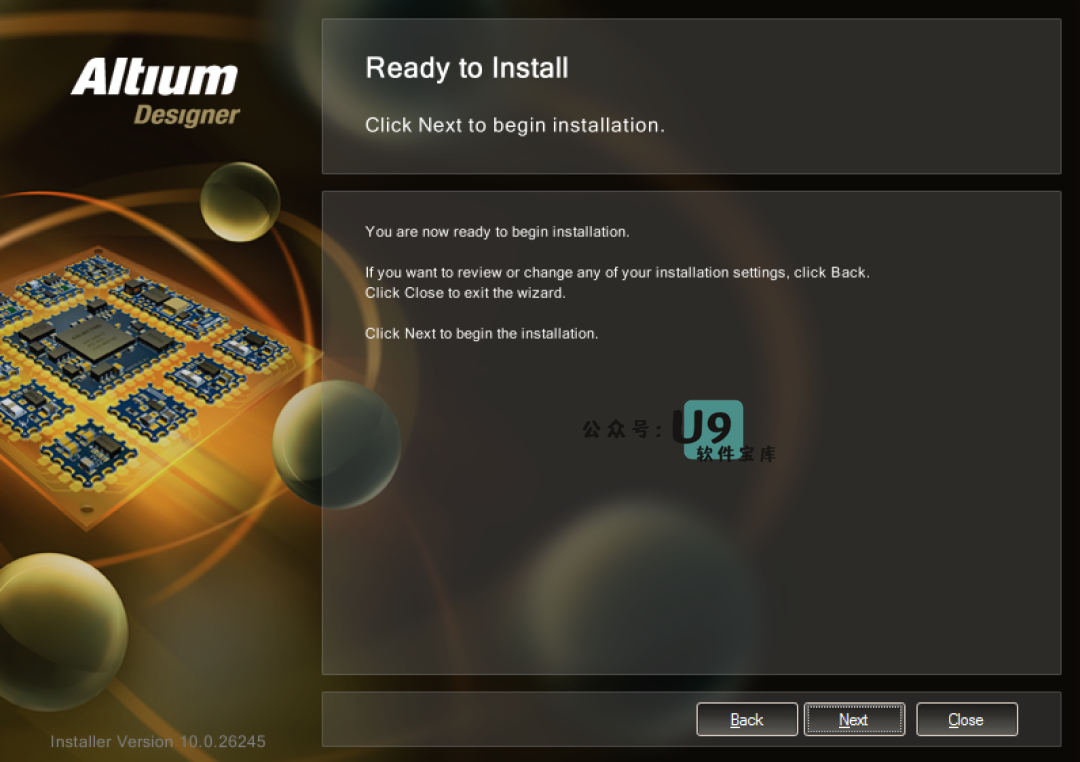 Altium
Designer
Ready to Install
Click Next to begin installation.
You are now ready to begin installation.
If you want to review or change any of your installation settings, click Back.
Click Close to exit the wizard.
Click Next to begin the installation.
公众号:
U9
软件宝库
Back
Next
Close
Installer Version 10.0.26245